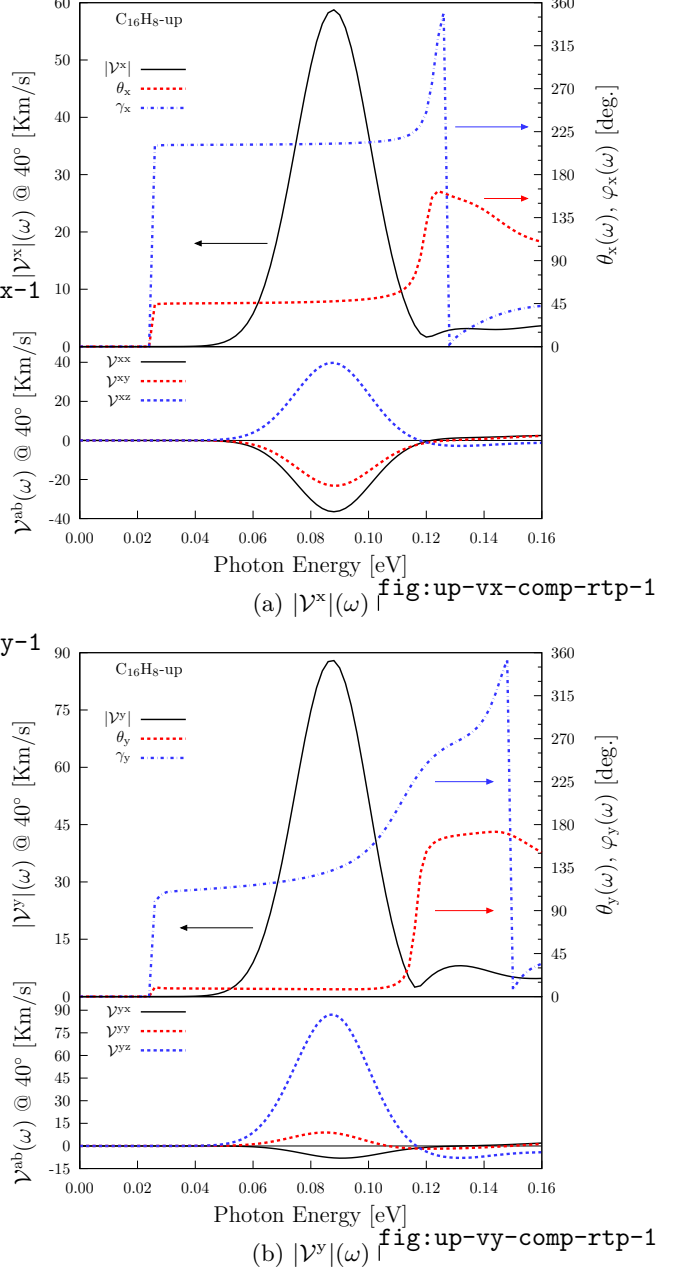 C₁₆H₈-up
|𝒱ˣ|
θₓ
γₓ
60
50
40
30
20
10
0
360
315
270
225
180
135
90
45
0
|𝒱ˣ|(ω) @ 40° [Km/s]
θₓ(ω), φₓ(ω) [deg.]
x-1
𝒱ˣˣ
𝒱ˣʸ
𝒱ˣᶻ
40
20
0
-20
-40
𝒱ᵃᵇ(ω) @ 40° [Km/s]
0.00 0.02 0.04 0.06 0.08 0.10 0.12 0.14 0.16
Photon Energy [eV]
(a) |𝒱ˣ|(ω)
fig:up-vx-comp-rtp-1
y-1
C₁₆H₈-up
|𝒱ʸ|
θ_y
γ_y
90
75
60
45
30
15
0
360
315
270
225
180
135
90
45
0
|𝒱ʸ|(ω) @ 40° [Km/s]
θ_y(ω), φ_y(ω) [deg.]
𝒱ʸˣ
𝒱ʸʸ
𝒱ʸᶻ
90
75
60
45
30
15
0
-15
𝒱ᵃᵇ(ω) @ 40° [Km/s]
0.00 0.02 0.04 0.06 0.08 0.10 0.12 0.14 0.16
Photon Energy [eV]
(b) |𝒱ʸ|(ω)
fig:up-vy-comp-rtp-1